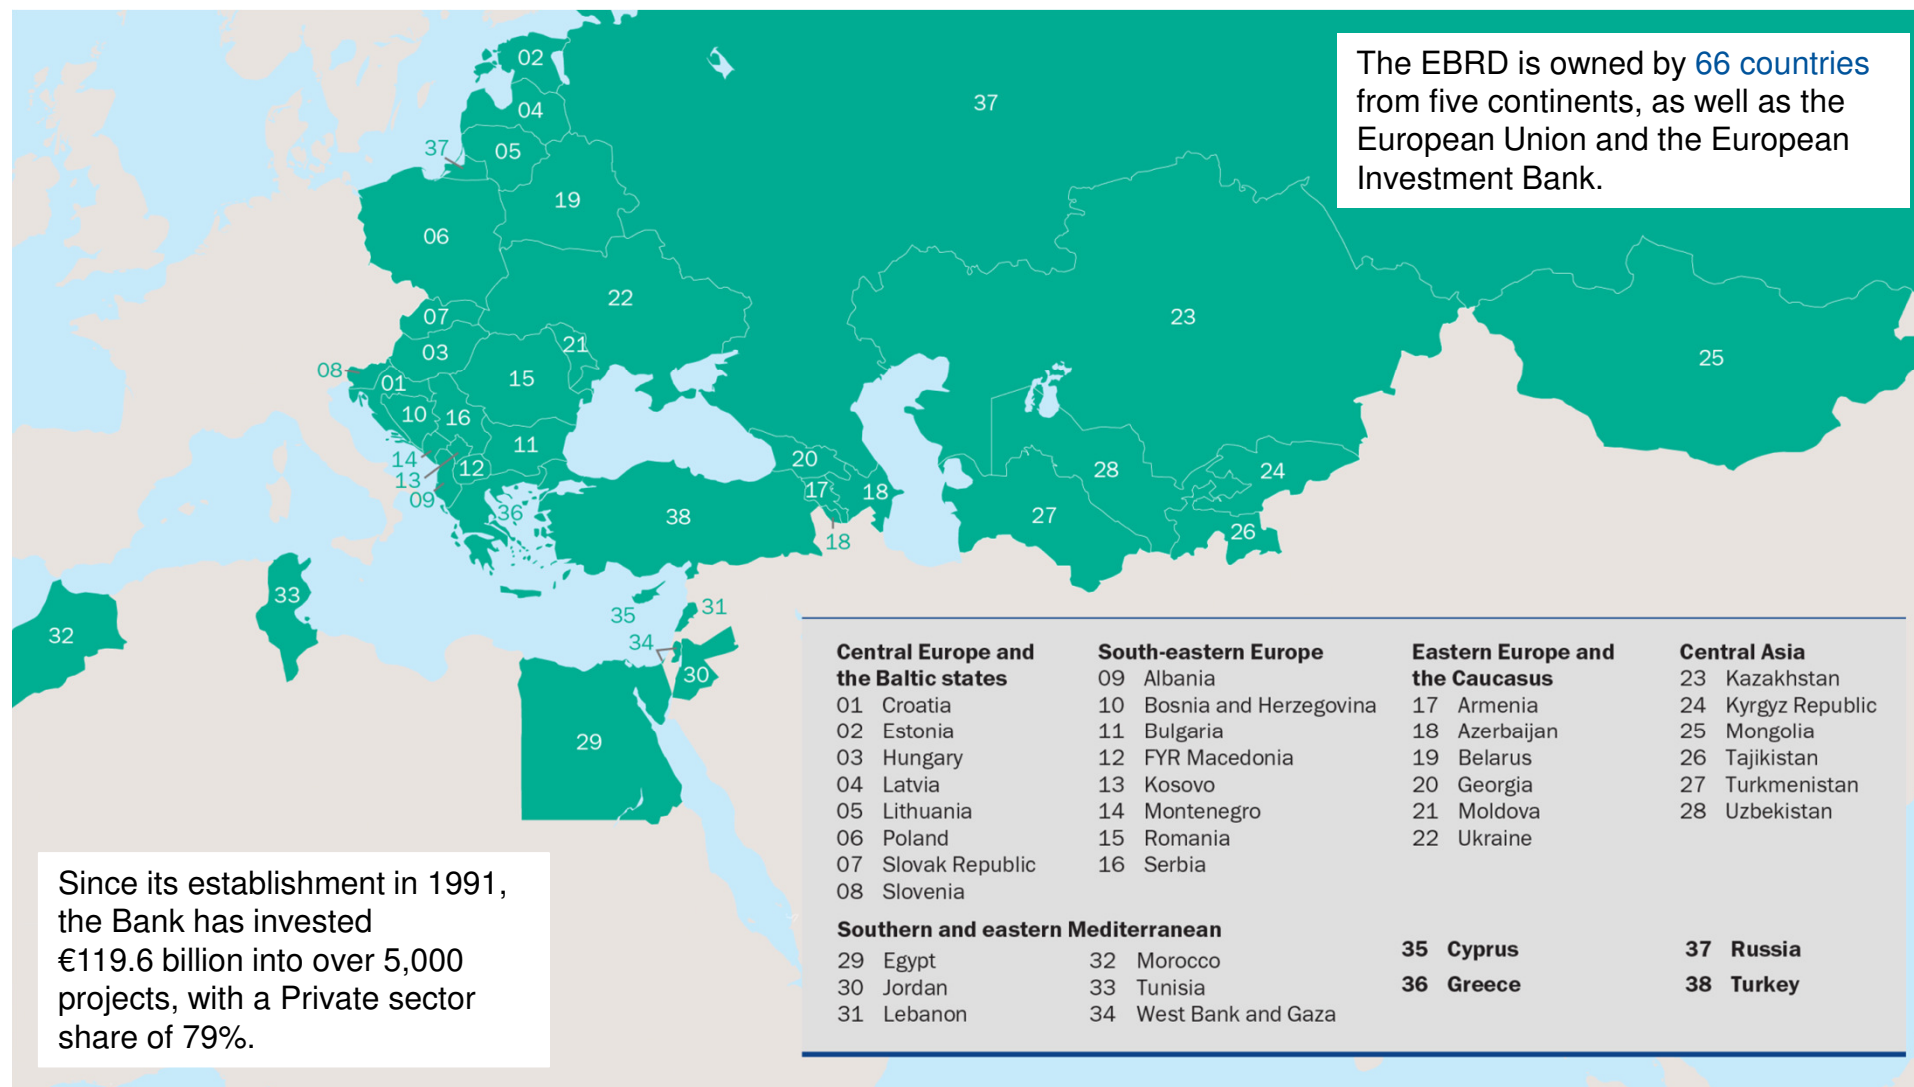 The EBRD is owned by 66 countries
from five continents, as well as the
European Union and the European
Investment Bank.
02
04
37
37
05
19
06
22
07
23
21
03
25
08
01
15
10
16
11
14
20
12
24
13
28
09
17
18
36
38
27
26
18
33
35
31
32
34
30
29
Central Europe and
the Baltic states
01 Croatia
02 Estonia
03 Hungary
04 Latvia
05 Lithuania
06 Poland
07 Slovak Republic
08 Slovenia
South-eastern Europe
09 Albania
10 Bosnia and Herzegovina
11 Bulgaria
12 FYR Macedonia
13 Kosovo
14 Montenegro
15 Romania
16 Serbia
Eastern Europe and
the Caucasus
17 Armenia
18 Azerbaijan
19 Belarus
20 Georgia
21 Moldova
22 Ukraine
Central Asia
23 Kazakhstan
24 Kyrgyz Republic
25 Mongolia
26 Tajikistan
27 Turkmenistan
28 Uzbekistan
Southern and eastern Mediterranean
29 Egypt
30 Jordan
31 Lebanon
32 Morocco
33 Tunisia
34 West Bank and Gaza
35 Cyprus
36 Greece
37 Russia
38 Turkey
Since its establishment in 1991,
the Bank has invested
€119.6 billion into over 5,000
projects, with a Private sector
share of 79%.